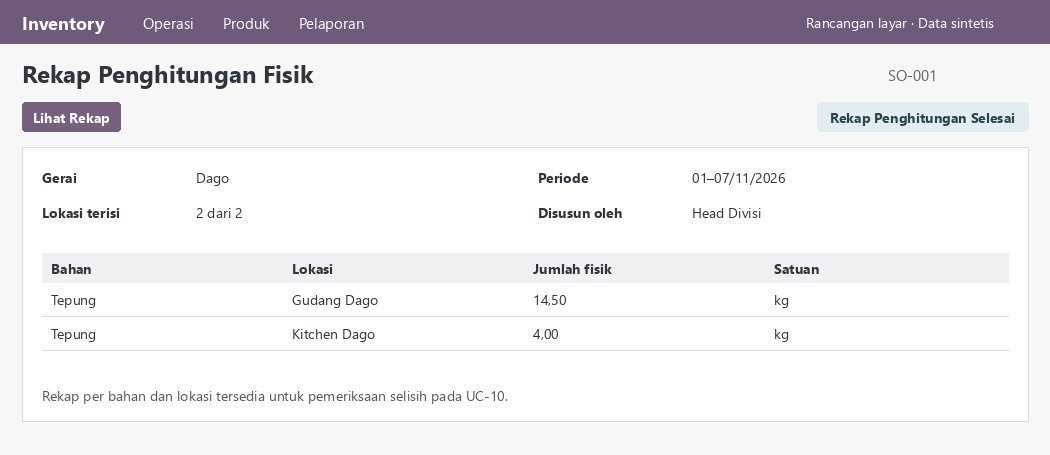 Inventory Operasi Produk Pelaporan Rancangan layar · Data sintetis
Rekap Penghitungan Fisik SO-001
Lihat Rekap Rekap Penghitungan Selesai
Gerai Dago Periode 01–07/11/2026
Lokasi terisi 2 dari 2 Disusun oleh Head Divisi
Bahan Lokasi Jumlah fisik Satuan
Tepung Gudang Dago 14,50 kg
Tepung Kitchen Dago 4,00 kg
Rekap per bahan dan lokasi tersedia untuk pemeriksaan selisih pada UC-10.